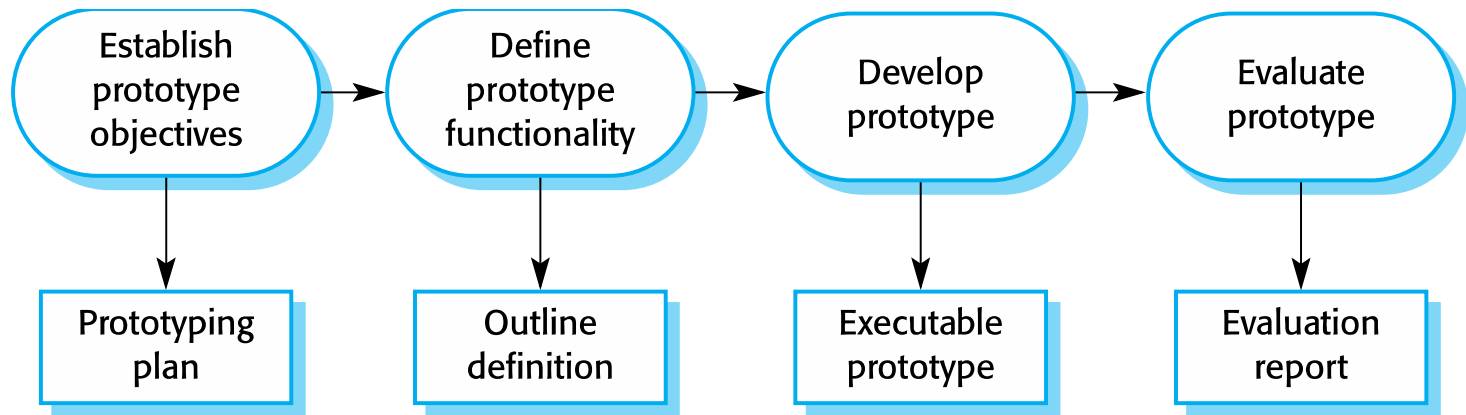 Establish
prototype
objectives
Define
prototype
functionality
Develop
prototype
Evaluate
prototype
Prototyping
plan
Outline
definition
Executable
prototype
Evaluation
report